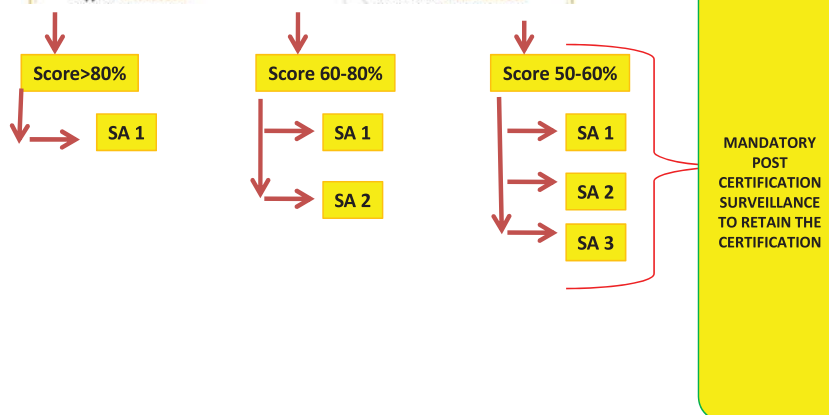 Score>80%
SA 1
Score 60-80%
SA 1
SA 2
Score 50-60%
SA 1
SA 2
SA 3
MANDATORY
POST
CERTIFICATION
SURVEILLANCE
TO RETAIN THE
CERTIFICATION